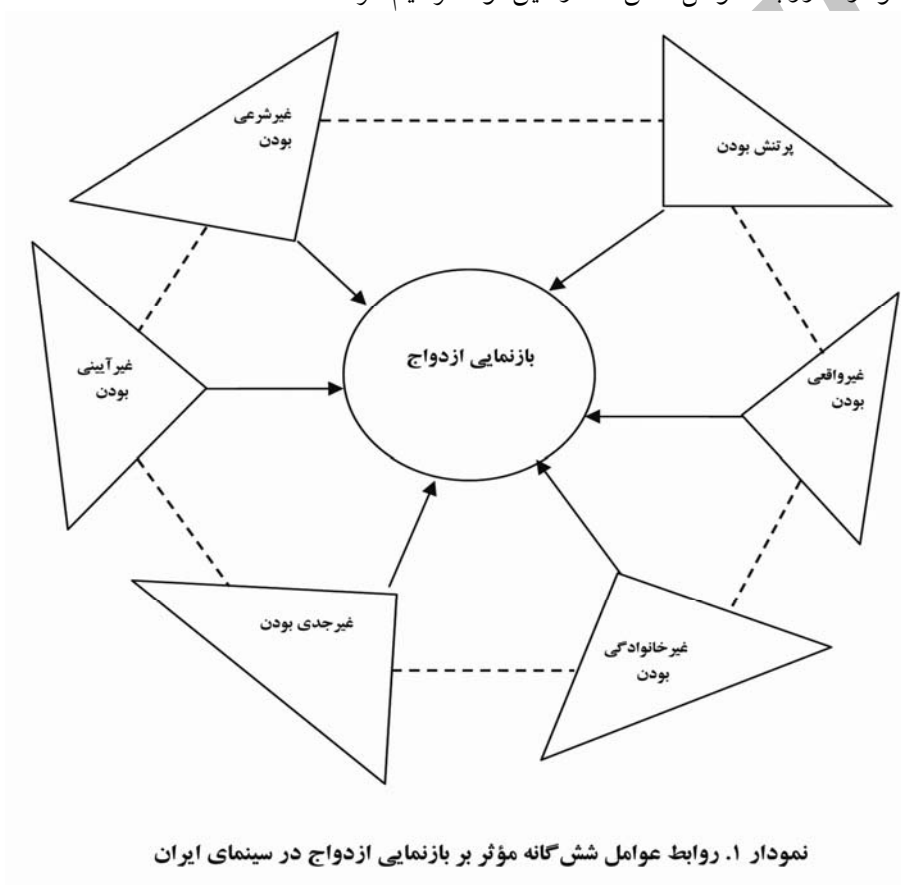 غیرشرعی
بودن
پرتنش بودن
بازنمایی ازدواج
غیرآیینی
بودن
غیرواقعی
بودن
غیرجدی بودن
غیرخانوادگی
بودن
نمودار ۱. روابط عوامل شش‌گانه مؤثر بر بازنمایی ازدواج در سینمای ایران